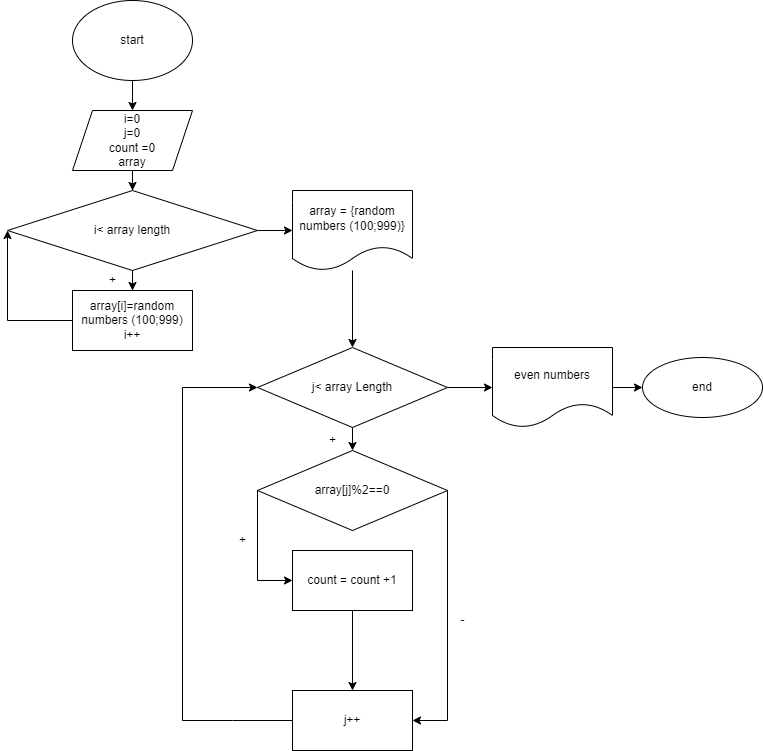 start
i=0
j=0
count =0
array
i< array length
array = {random
numbers (100;999)}
+
array[i]=random
numbers (100;999)
i++
j< array Length
even numbers
end
+
array[j]%2==0
+
count = count +1
-
j++